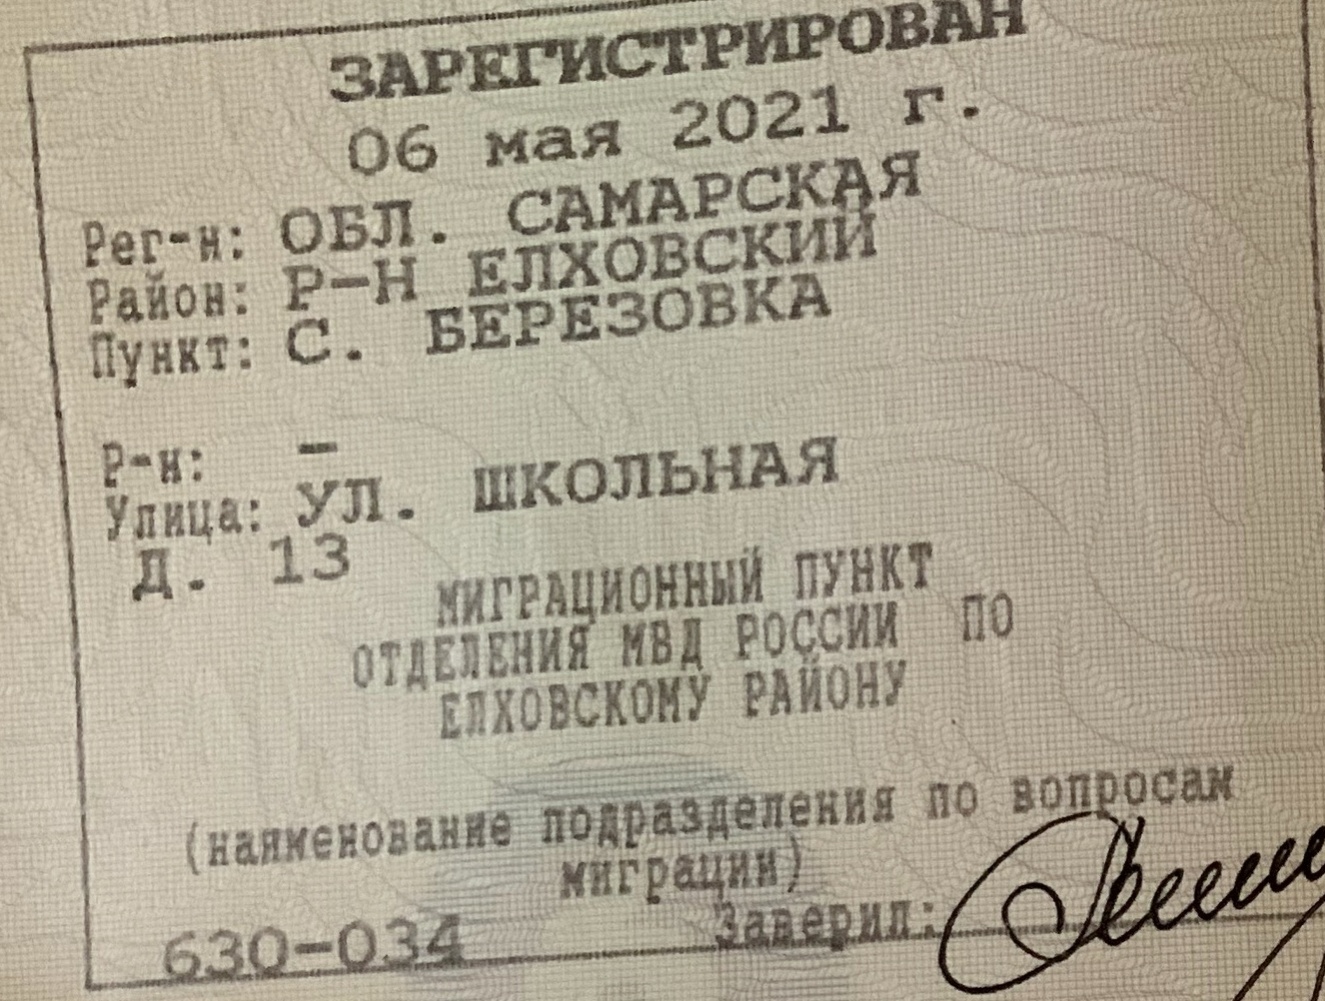 ЗАРЕГИСТРИРОВАН
06 мая 2021 г.
Рег-н: ОБЛ. САМАРСКАЯ
Район: Р-Н ЕЛХОВСКИЙ
Пункт: С. БЕРЕЗОВКА
Р-н: –
Улица: УЛ. ШКОЛЬНАЯ
Д. 13
МИГРАЦИОННЫЙ ПУНКТ
ОТДЕЛЕНИЯ МВД РОССИИ ПО
ЕЛХОВСКОМУ РАЙОНУ
(наименование подразделения по вопросам
миграции)
630-034 Заверил: